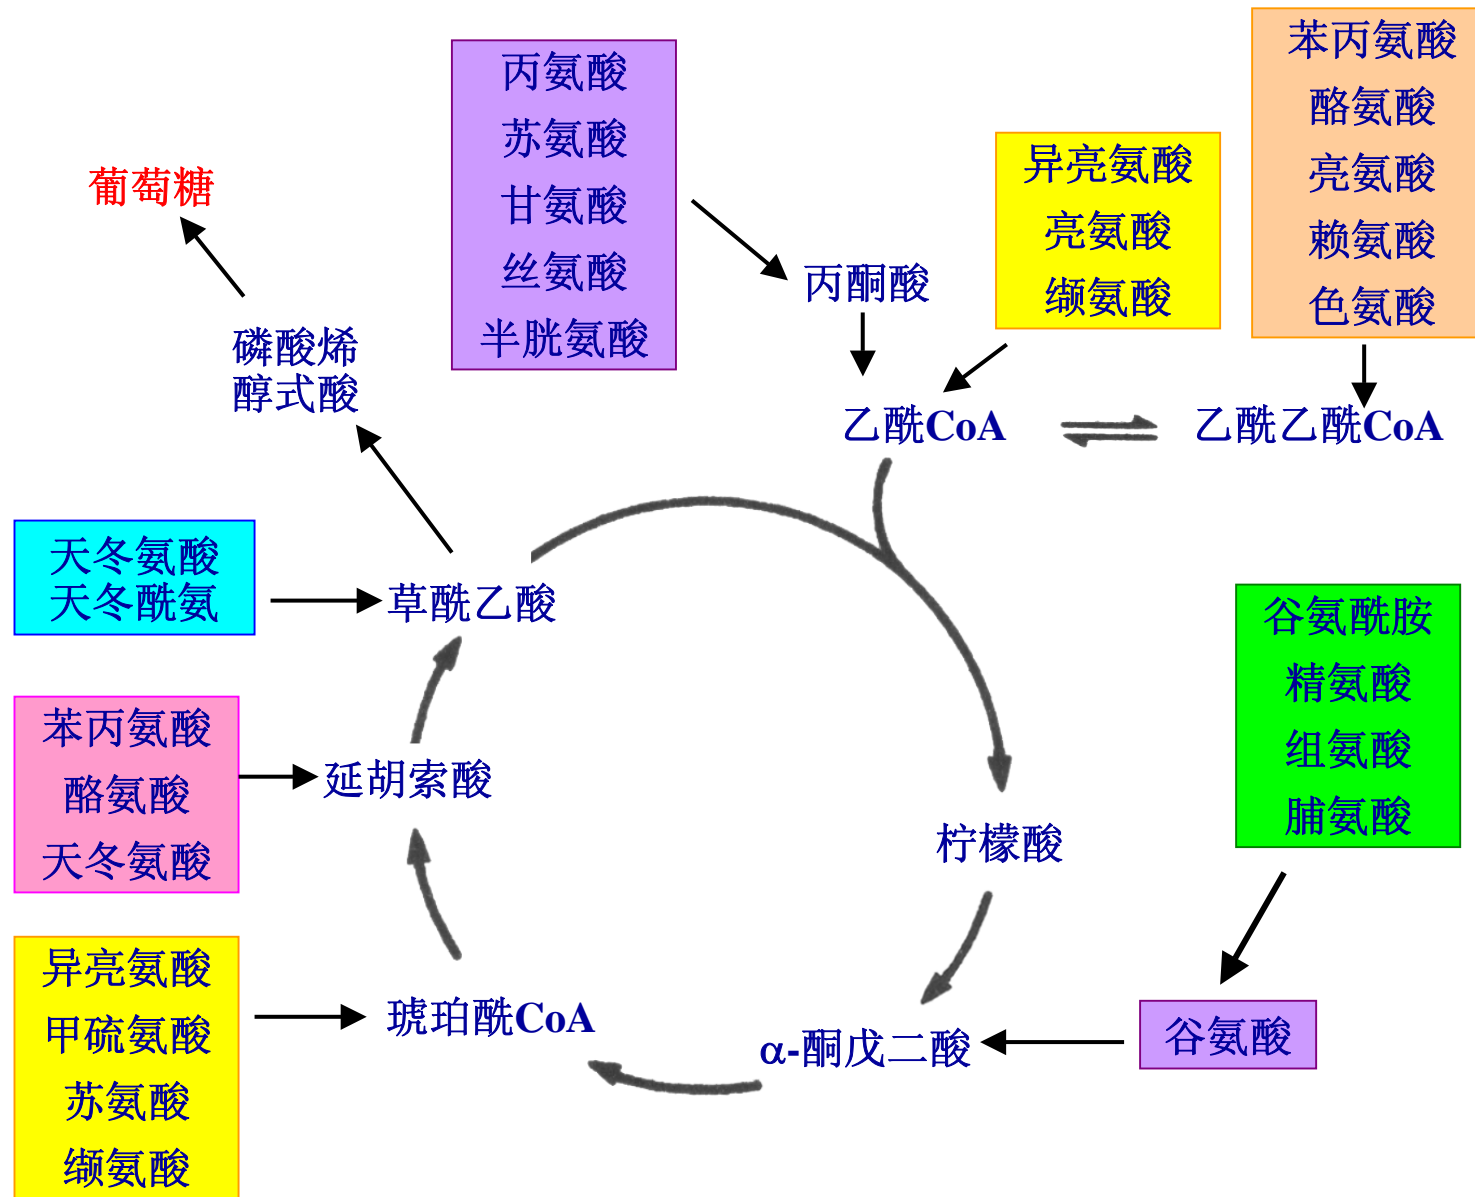 苯丙氨酸
酪氨酸
亮氨酸
赖氨酸
色氨酸
丙氨酸
苏氨酸
甘氨酸
丝氨酸
半胱氨酸
异亮氨酸
亮氨酸
缬氨酸
葡萄糖
丙酮酸
磷酸烯
醇式酸
乙酰CoA
乙酰乙酰CoA
天冬氨酸
天冬酰氨
草酰乙酸
谷氨酰胺
精氨酸
组氨酸
脯氨酸
苯丙氨酸
酪氨酸
天冬氨酸
延胡索酸
柠檬酸
异亮氨酸
甲硫氨酸
苏氨酸
缬氨酸
琥珀酰CoA
α-酮戊二酸
谷氨酸